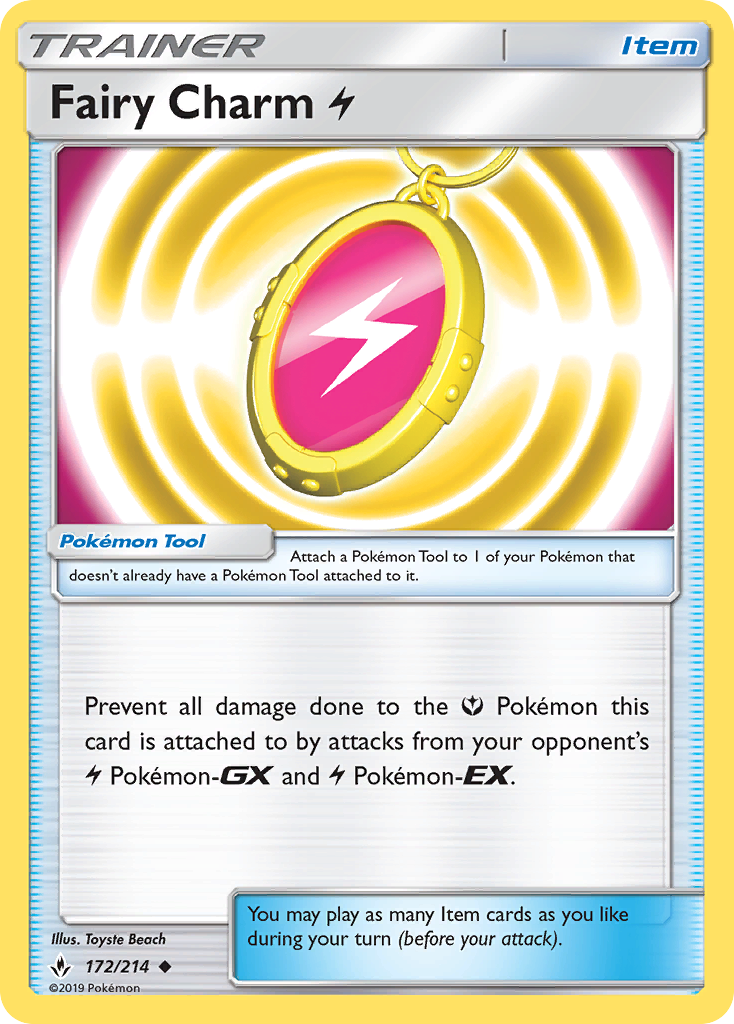 TRAINER
Item
Fairy Charm
Pokémon Tool
Attach a Pokémon Tool to 1 of your Pokémon that
doesn't already have a Pokémon Tool attached to it.
Prevent all damage done to the Pokémon this
card is attached to by attacks from your opponent's
Pokémon-GX and Pokémon-EX.
You may play as many Item cards as you like
during your turn (before your attack).
Illus. Toyste Beach
172/214
©2019 Pokémon